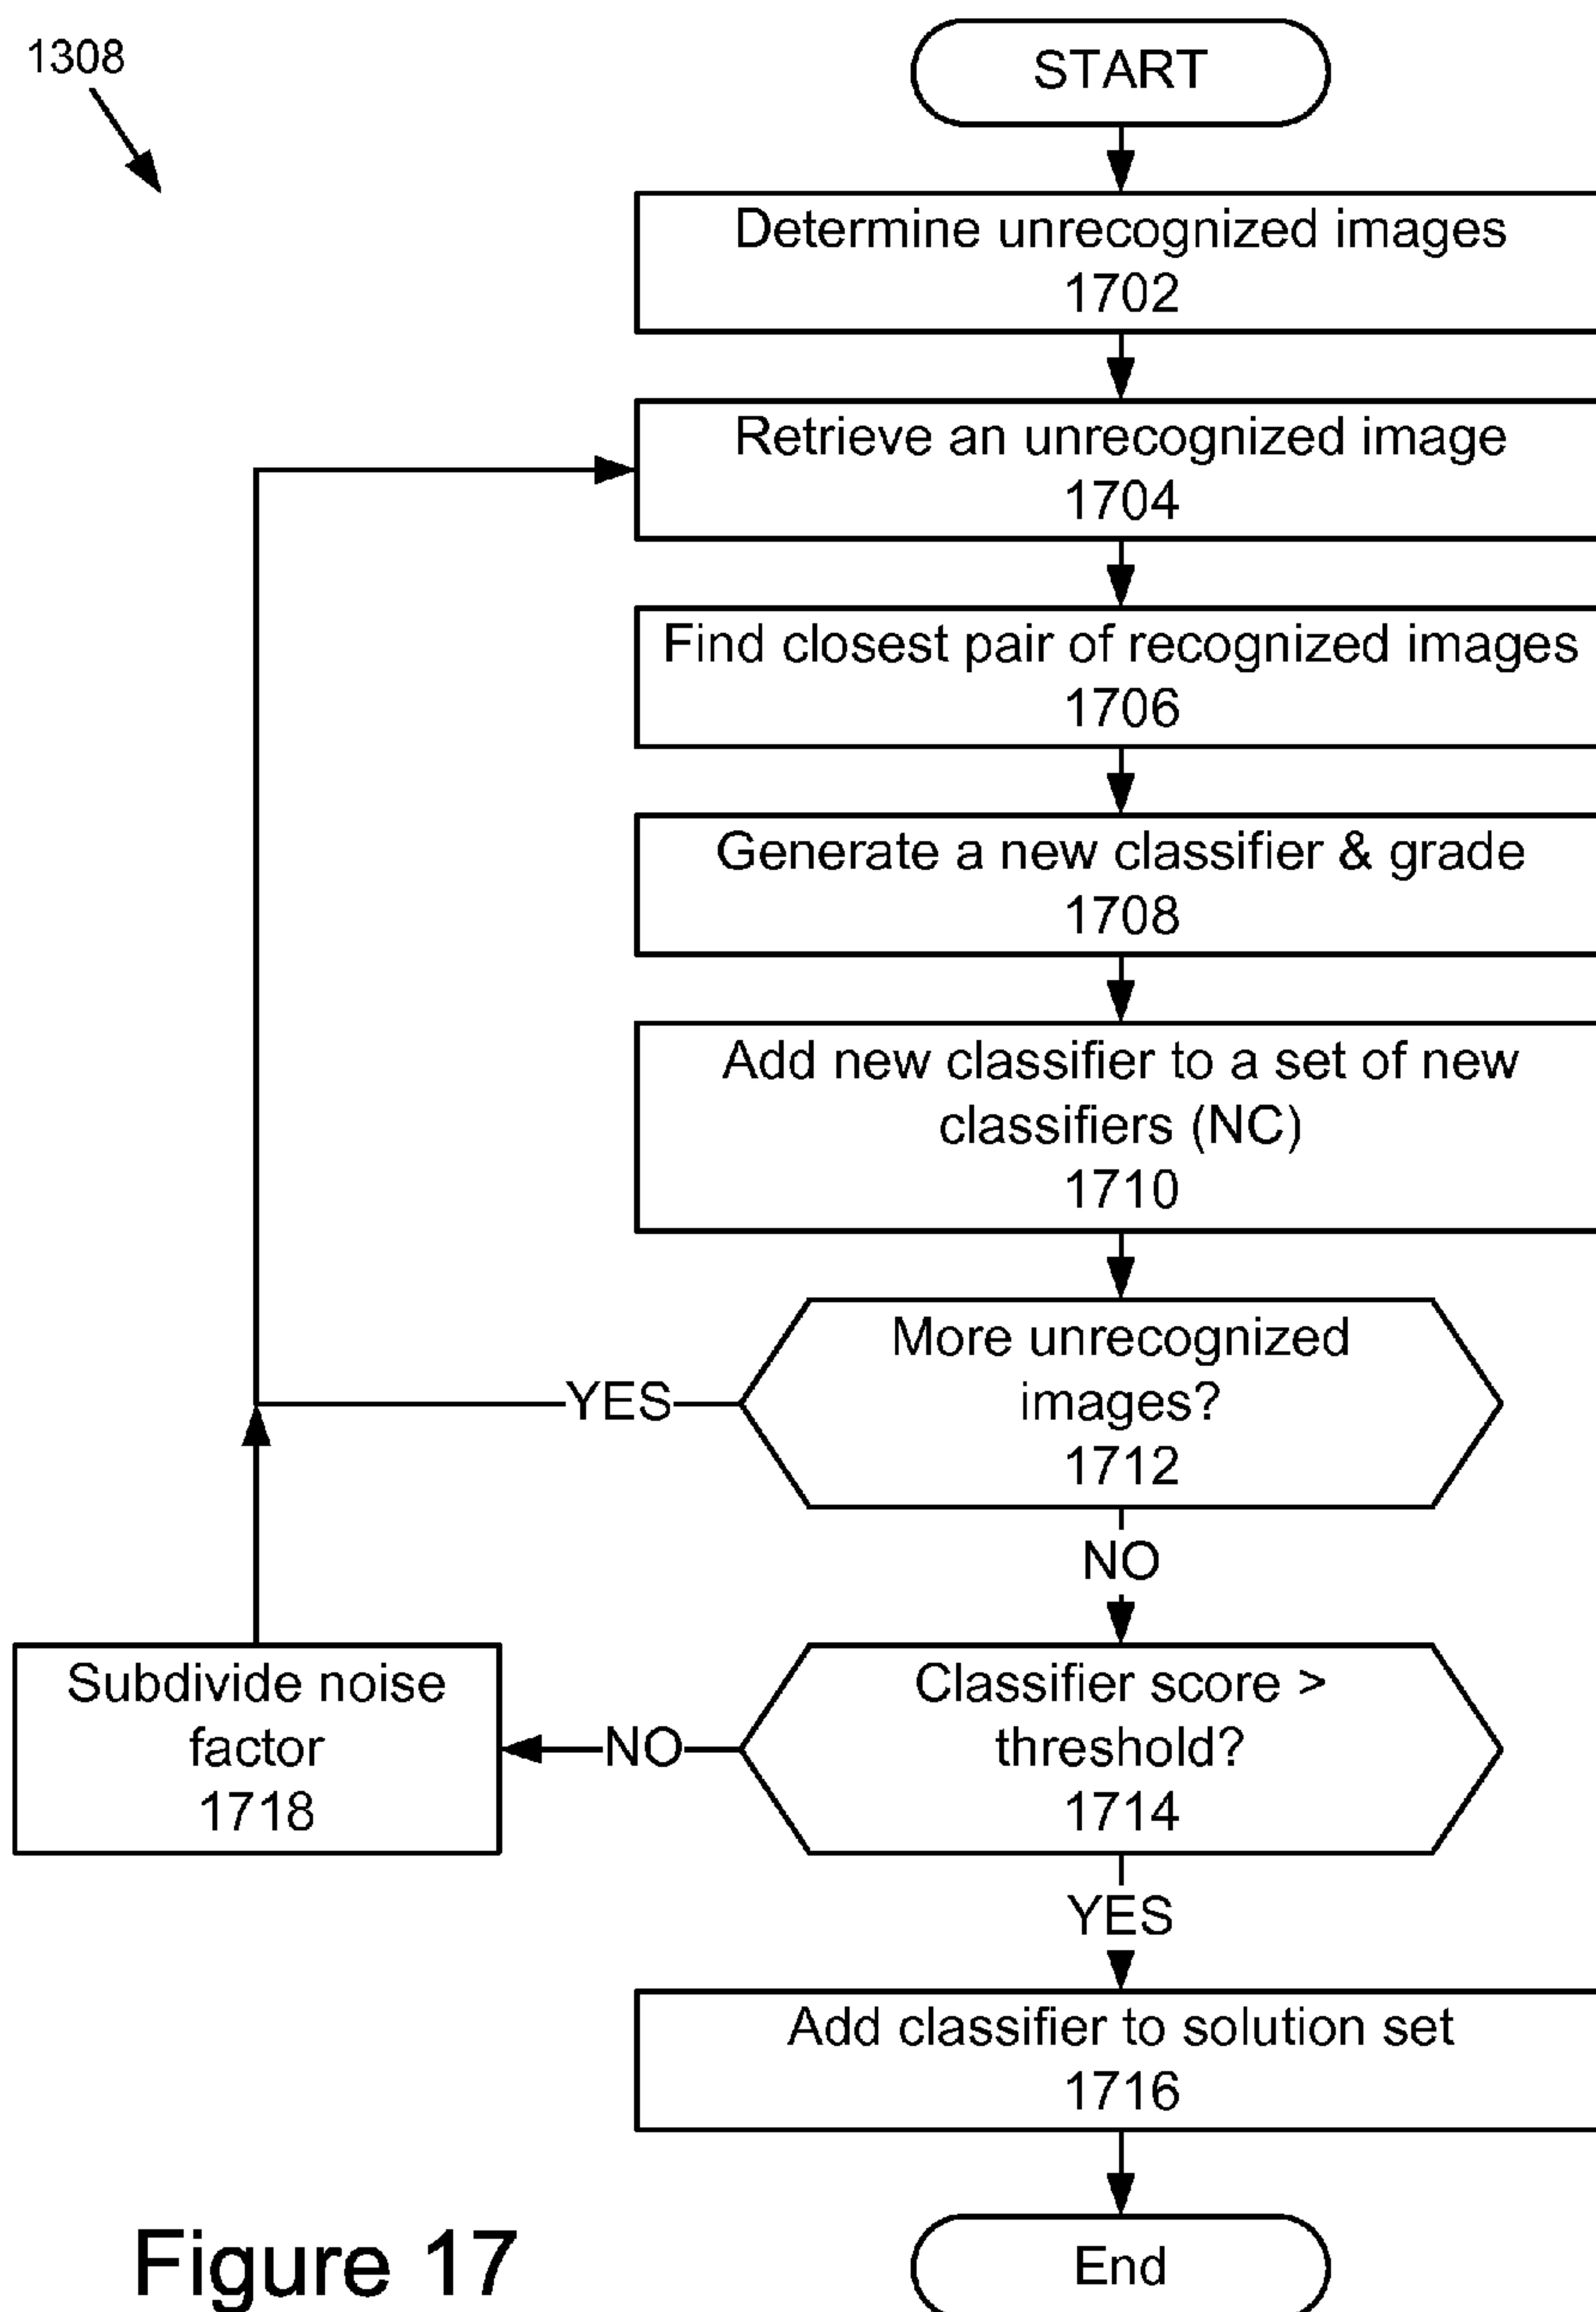 1308
START
Determine unrecognized images
1702
Retrieve an unrecognized image
1704
Find closest pair of recognized images
1706
Generate a new classifier & grade
1708
Add new classifier to a set of new
classifiers (NC)
1710
More unrecognized
images?
1712
YES
NO
Classifier score >
threshold?
1714
NO
Subdivide noise
factor
1718
YES
Add classifier to solution set
1716
End
Figure 17